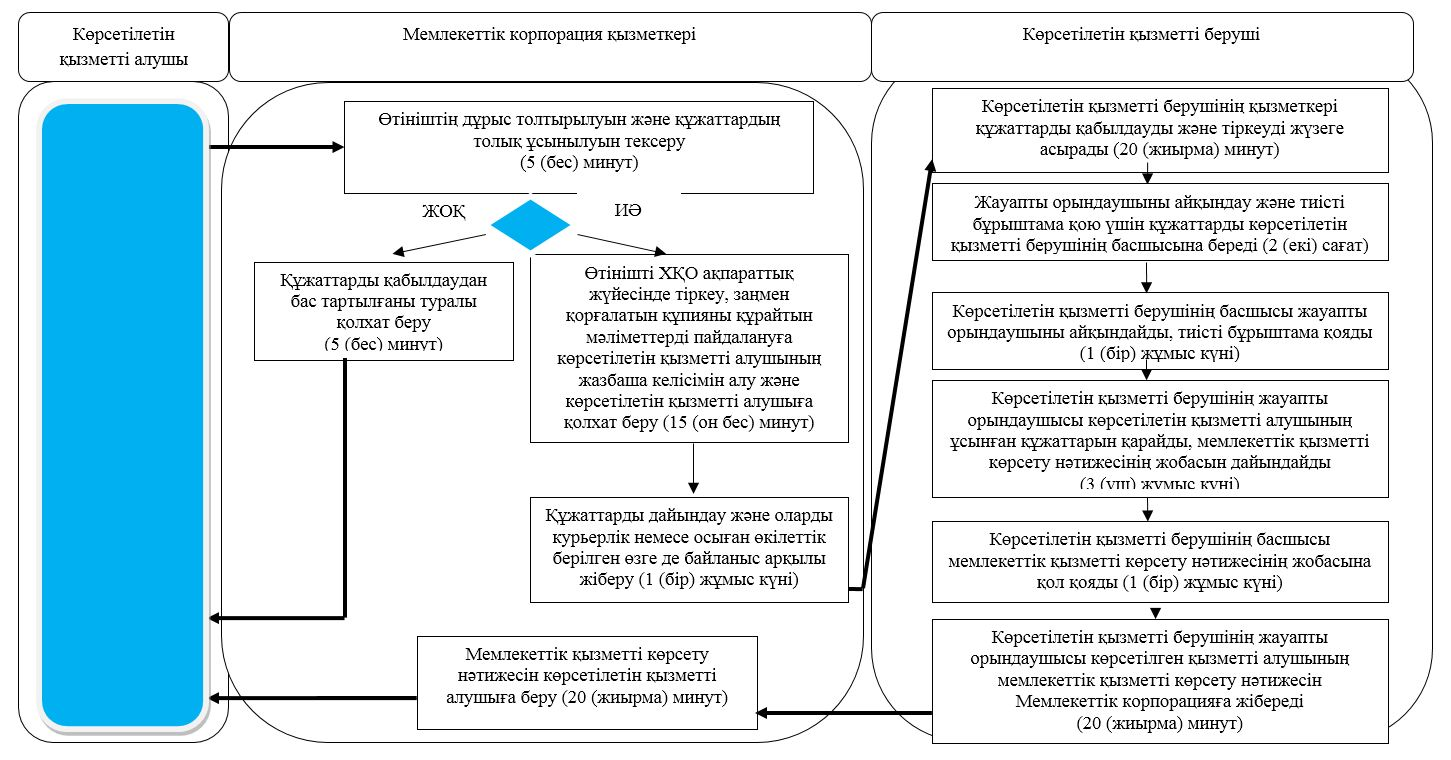 Көрсетілетін
қызметті алушы
Мемлекеттік корпорация қызметкері
Көрсетілетін қызметті беруші
Өтініштің дұрыс толтырылуын және құжаттардың
толық ұсынылуын тексеру
(5 (бес) минут)
ЖОҚ
ИӘ
Құжаттарды қабылдаудан
бас тартылғаны туралы
қолхат беру
(5 (бес) минут)
Өтінішті ХҚО ақпараттық
жүйесінде тіркеу, заңмен
қорғалатын құпияны құрайтын
мәліметтерді пайдалануға
көрсетілетін қызметті алушының
жазбаша келісімін алу және
көрсетілетін қызметті алушыға
қолхат беру (15 (он бес) минут)
Құжаттарды дайындау және оларды
курьерлік немесе осыған өкілеттік
берілген өзге де байланыс арқылы
жіберу (1 (бір) жұмыс күні)
Мемлекеттік қызметті көрсету
нәтижесін көрсетілетін қызметті
алушыға беру (20 (жиырма) минут)
Көрсетілетін қызметті берушінің қызметкері
құжаттарды қабылдауды және тіркеуді жүзеге
асырады (20 (жиырма) минут)
Жауапты орындаушыны айқындау және тиісті
бұрыштама қою үшін құжаттарды көрсетілетін
қызметті берушінің басшысына береді (2 (екі) сағат)
Көрсетілетін қызметті берушінің басшысы жауапты
орындаушыны айқындайды, тиісті бұрыштама қояды
(1 (бір) жұмыс күні)
Көрсетілетін қызметті берушінің жауапты
орындаушысы көрсетілетін қызметті алушының
ұсынған құжаттарын қарайды, мемлекеттік қызметті
көрсету нәтижесінің жобасын дайындайды
(3 (үш) жұмыс күні)
Көрсетілетін қызметті берушінің басшысы
мемлекеттік қызметті көрсету нәтижесінің жобасына
қол қояды (1 (бір) жұмыс күні)
Көрсетілетін қызметті берушінің жауапты
орындаушысы көрсетілген қызметті алушының
мемлекеттік қызметті көрсету нәтижесін
Мемлекеттік корпорацияға жібереді
(20 (жиырма) минут)